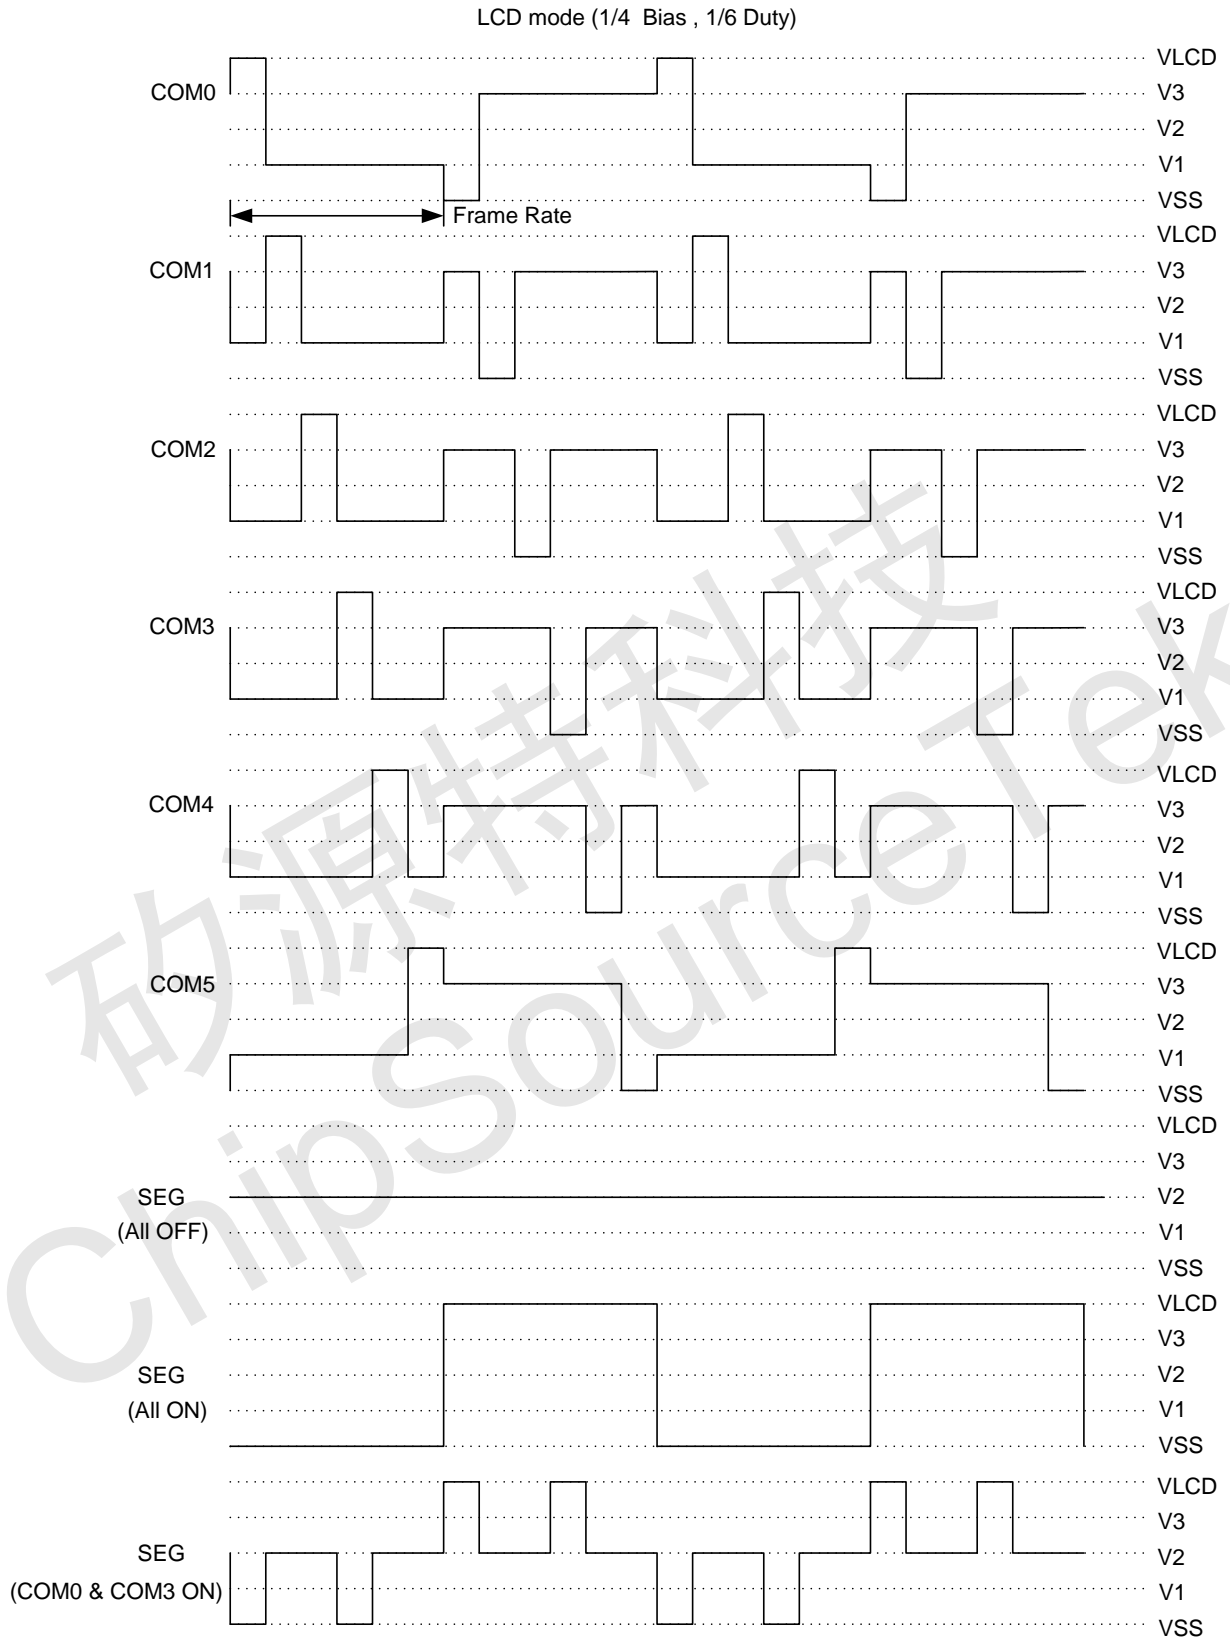 LCD mode (1/4 Bias , 1/6 Duty)
COM0
VLCD
V3
V2
V1
VSS
Frame Rate
COM1
VLCD
V3
V2
V1
VSS
COM2
VLCD
V3
V2
V1
VSS
COM3
VLCD
V3
V2
V1
VSS
COM4
VLCD
V3
V2
V1
VSS
COM5
VLCD
V3
V2
V1
VSS
SEG
(All OFF)
VLCD
V3
V2
V1
VSS
SEG
(All ON)
VLCD
V3
V2
V1
VSS
SEG
(COM0 & COM3 ON)
VLCD
V3
V2
V1
VSS
矽源特科技
ChipSourceTek